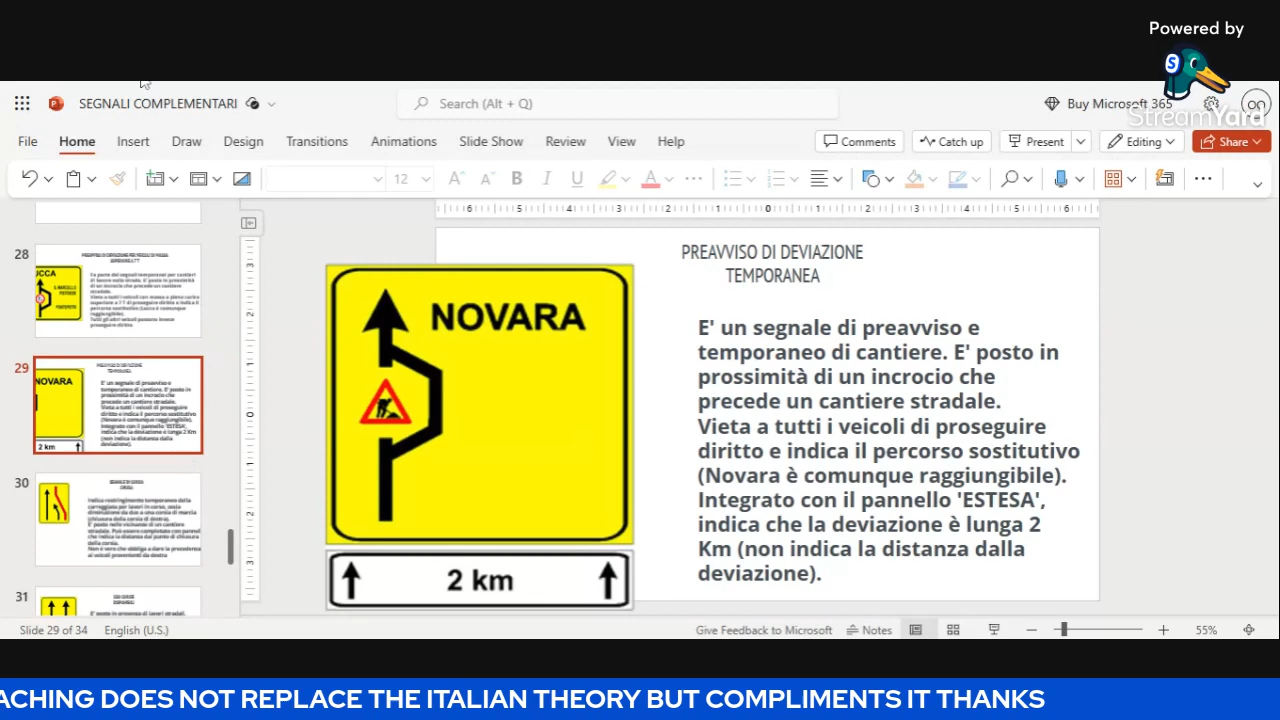 Powered by
StreamYard
SEGNALI COMPLEMENTARI
Search (Alt + Q)
Buy Microsoft 365
on
File Home Insert Draw Design Transitions Animations Slide Show Review View Help
Comments Catch up Present Editing Share
12
28
29
30
31
NOVARA
2 km
PREAVVISO DI DEVIAZIONE
TEMPORANEA
NOVARA
2 km
E' un segnale di preavviso e
temporaneo di cantiere. E' posto in
prossimità di un incrocio che
precede un cantiere stradale.
Vieta a tutti i veicoli di proseguire
diritto e indica il percorso sostitutivo
(Novara è comunque raggiungibile).
Integrato con il pannello 'ESTESA',
indica che la deviazione è lunga 2
Km (non indica la distanza dalla
deviazione).
Slide 29 of 34 English (U.S.)
Give Feedback to Microsoft Notes 55%
ACHING DOES NOT REPLACE THE ITALIAN THEORY BUT COMPLIMENTS IT THANKS